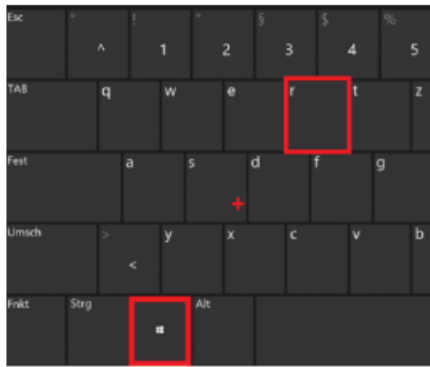 Esc ° ! " § $ %
^ 1 2 3 4 5
TAB q w e r t z
Fest a s d f g
+
Umsch > y x c v b
<
Fnkt Strg Alt